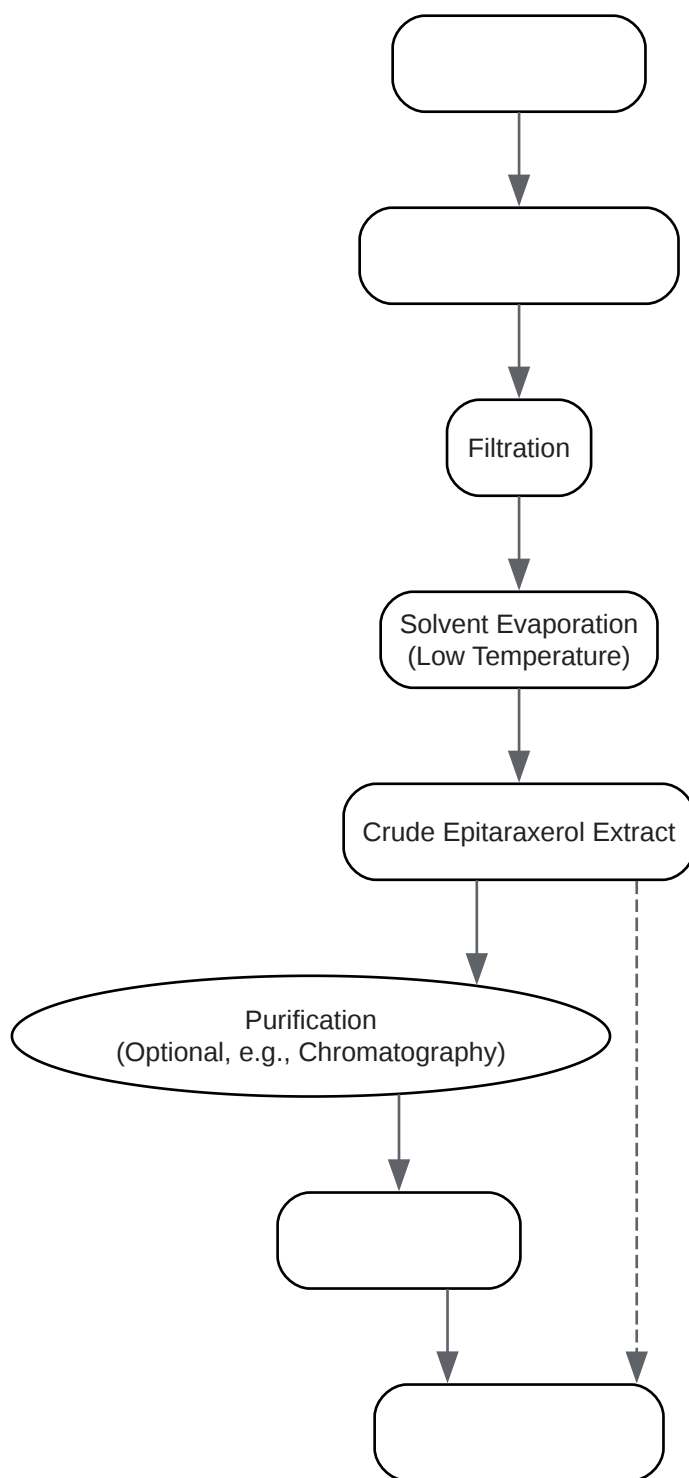 Filtration
Solvent Evaporation
(Low Temperature)
Crude Epitaraxerol Extract
Purification
(Optional, e.g., Chromatography)